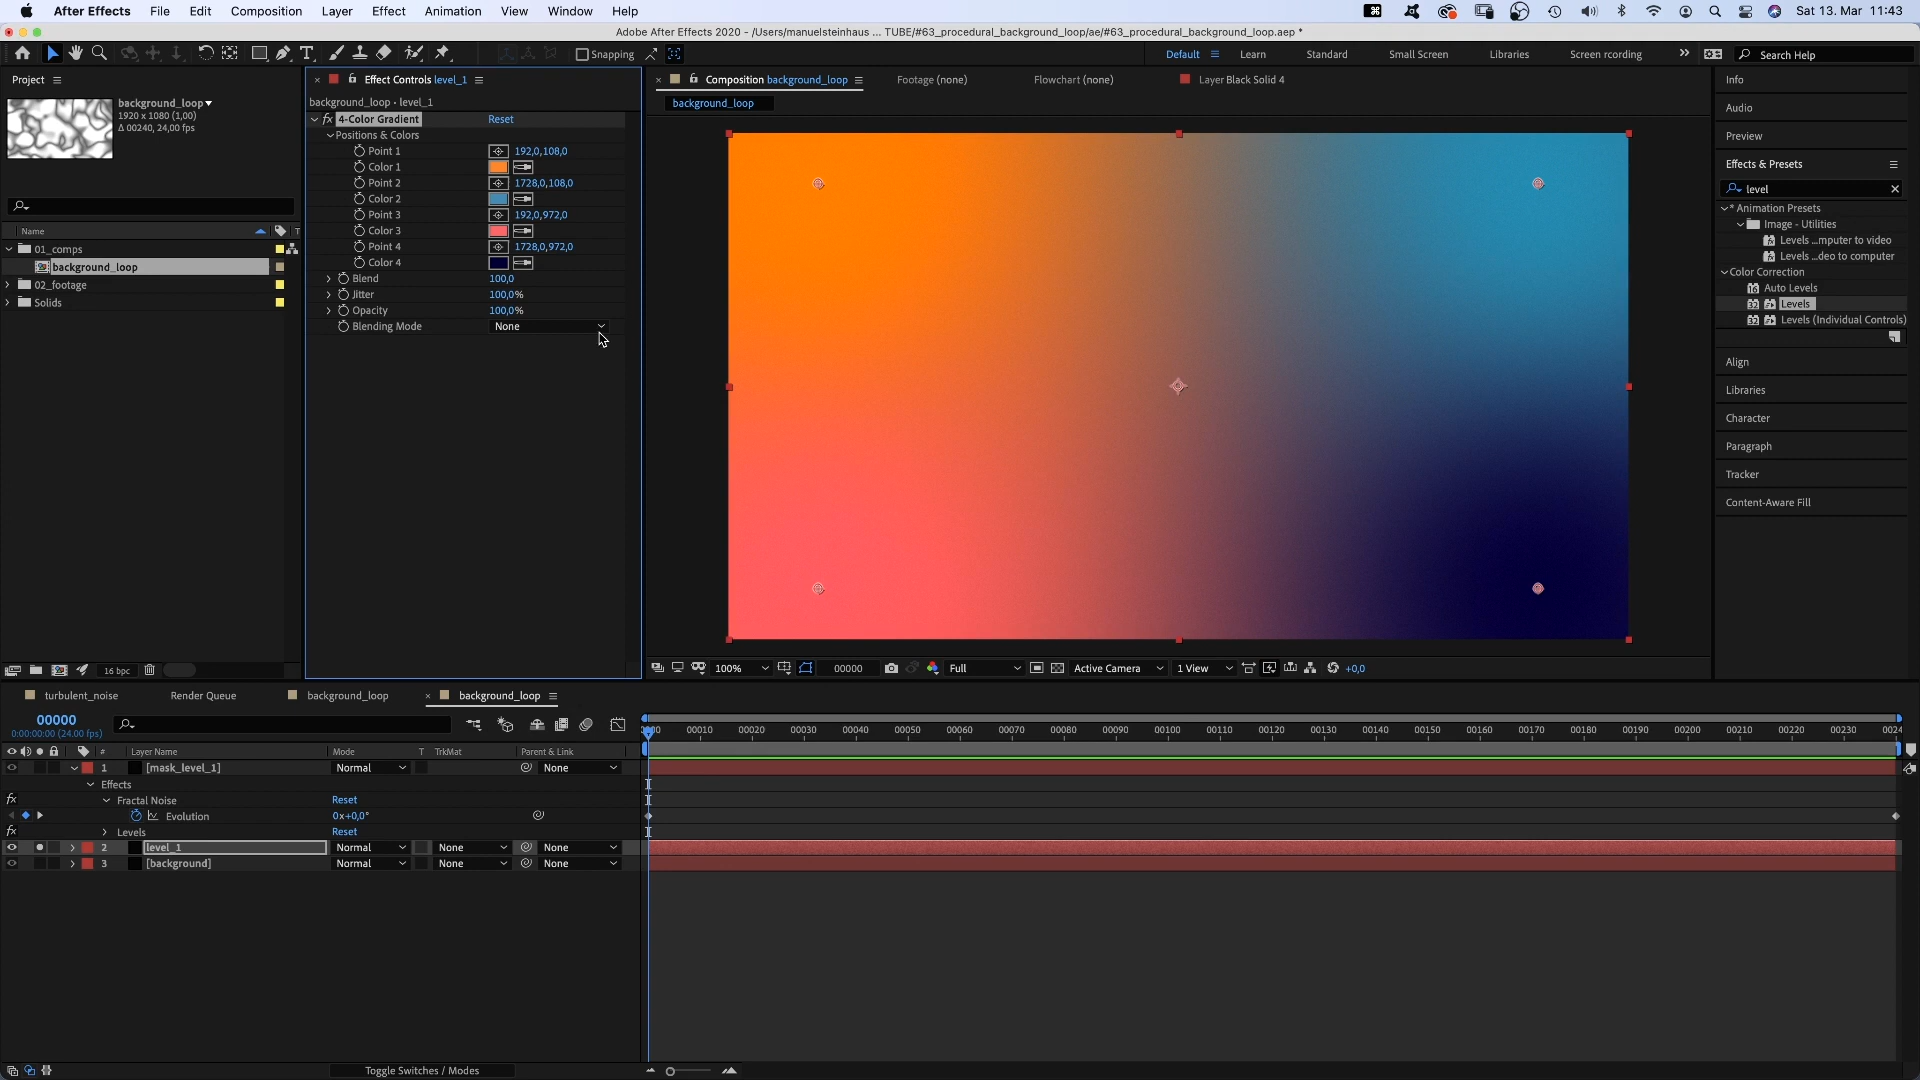 After Effects File Edit Composition Layer Effect Animation View Window Help Sat 13. Mar 11:43
Adobe After Effects 2020 - /Users/manuelsteinhaus ... TUBE/#63_procedural_background_loop/ae/#63_procedural_background_loop.aep *
Snapping Default Learn Standard Small Screen Libraries Screen rcording Search Help
Project
background_loop
1920 x 1080 (1,00)
Δ 00240, 24,00 fps
Name T
01_comps
background_loop
02_footage
Solids
16 bpc
Effect Controls level_1
background_loop • level_1
fx 4-Color Gradient Reset
Positions & Colors
Point 1 192,0,108,0
Color 1
Point 2 1728,0,108,0
Color 2
Point 3 192,0,972,0
Color 3
Point 4 1728,0,972,0
Color 4
Blend 100,0
Jitter 100,0%
Opacity 100,0%
Blending Mode None
Composition background_loop Footage (none) Flowchart (none) Layer Black Solid 4
background_loop
100% 00000 Full Active Camera 1 View +0,0
Info
Audio
Preview
Effects & Presets
level
* Animation Presets
Image - Utilities
Levels ...mputer to video
Levels ...deo to computer
Color Correction
Auto Levels
Levels
Levels (Individual Controls)
Align
Libraries
Character
Paragraph
Tracker
Content-Aware Fill
turbulent_noise Render Queue background_loop background_loop
00000
0:00:00:00 (24.00 fps)
00010 00020 00030 00040 00050 00060 00070 00080 00090 00100 00110 00120 00130 00140 00150 00160 00170 00180 00190 00200 00210 00220 00230
# Layer Name Mode T TrkMat Parent & Link
1 [mask_level_1] Normal None
Effects
fx Fractal Noise Reset
Evolution 0x+0,0°
fx Levels Reset
2 level_1 Normal None None
3 [background] Normal None None
Toggle Switches / Modes